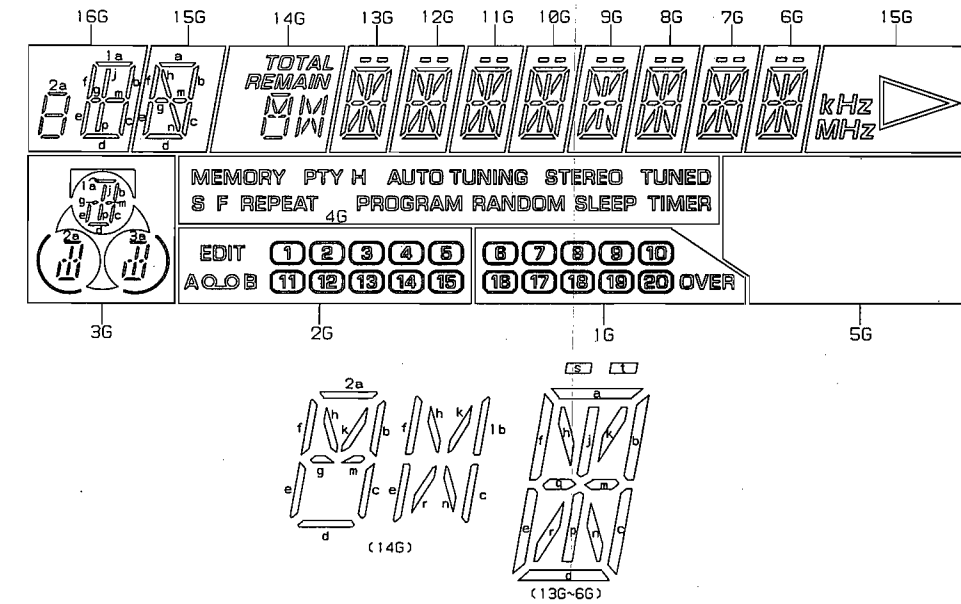 16G 15G 14G 13G 12G 11G 10G 9G 8G 7G 6G 15G
1a a TOTAL
f j b f h b REMAIN
2a g m m kHz
e p c e g n c MHz
d d
1a j b MEMORY PTY H AUTO TUNING STEREO TUNED
g m S F REPEAT 4G PROGRAM RANDOM SLEEP TIMER
e p c
d
2a 3a EDIT 1 2 3 4 5 6 7 8 9 10
A B 11 12 13 14 15 16 17 18 19 20 OVER
3G 2G 1G 5G
s t
2a a
f h k b f h k 1b f h j k b
g m g m
e c e r n c e r p n c
d d
(14G)
(13G~6G)